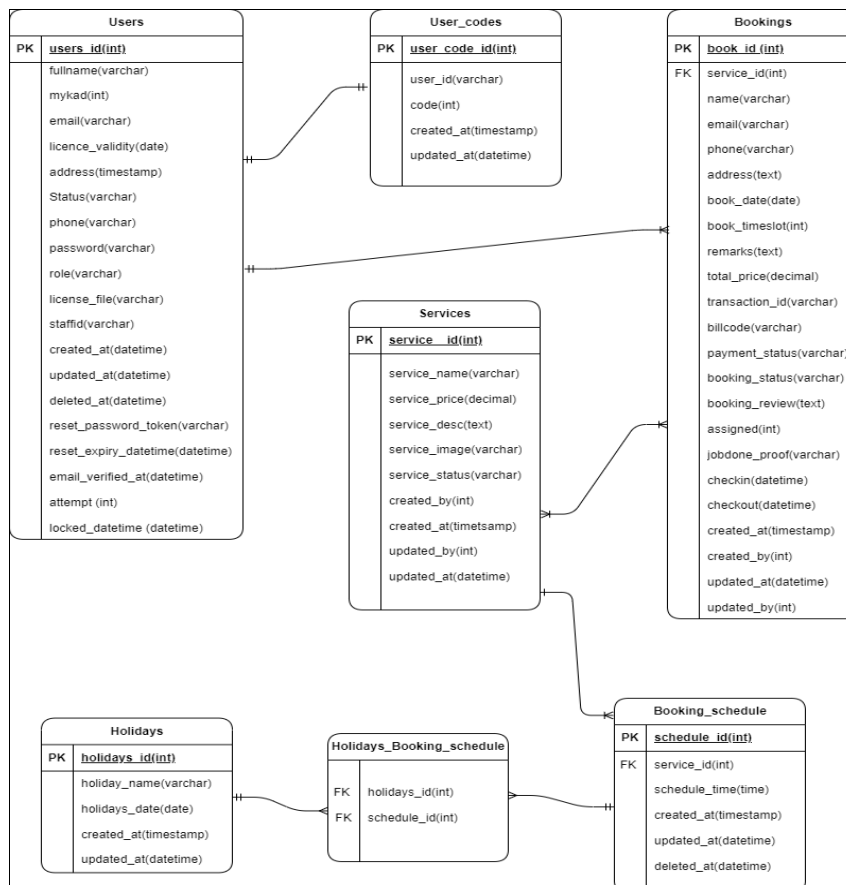 Users
PK users_id(int)
fullname(varchar)
mykad(int)
email(varchar)
licence_validity(date)
address(timestamp)
Status(varchar)
phone(varchar)
password(varchar)
role(varchar)
license_file(varchar)
staffid(varchar)
created_at(datetime)
updated_at(datetime)
deleted_at(datetime)
reset_password_token(varchar)
reset_expiry_datetime(datetime)
email_verified_at(datetime)
attempt (int)
locked_datetime (datetime)
User_codes
PK user_code_id(int)
user_id(varchar)
code(int)
created_at(timestamp)
updated_at(datetime)
Bookings
PK book_id (int)
FK service_id(int)
name(varchar)
email(varchar)
phone(varchar)
address(text)
book_date(date)
book_timeslot(int)
remarks(text)
total_price(decimal)
transaction_id(varchar)
billcode(varchar)
payment_status(varchar)
booking_status(varchar)
booking_review(text)
assigned(int)
jobdone_proof(varchar)
checkin(datetime)
checkout(datetime)
created_at(timestamp)
created_by(int)
updated_at(datetime)
updated_by(int)
Services
PK service__id(int)
service_name(varchar)
service_price(decimal)
service_desc(text)
service_image(varchar)
service_status(varchar)
created_by(int)
created_at(timetsamp)
updated_by(int)
updated_at(datetime)
Holidays
PK holidays_id(int)
holiday_name(varchar)
holidays_date(date)
created_at(timestamp)
updated_at(datetime)
Holidays_Booking_schedule
FK holidays_id(int)
FK schedule_id(int)
Booking_schedule
PK schedule_id(int)
FK service_id(int)
schedule_time(time)
created_at(timestamp)
updated_at(datetime)
deleted_at(datetime)